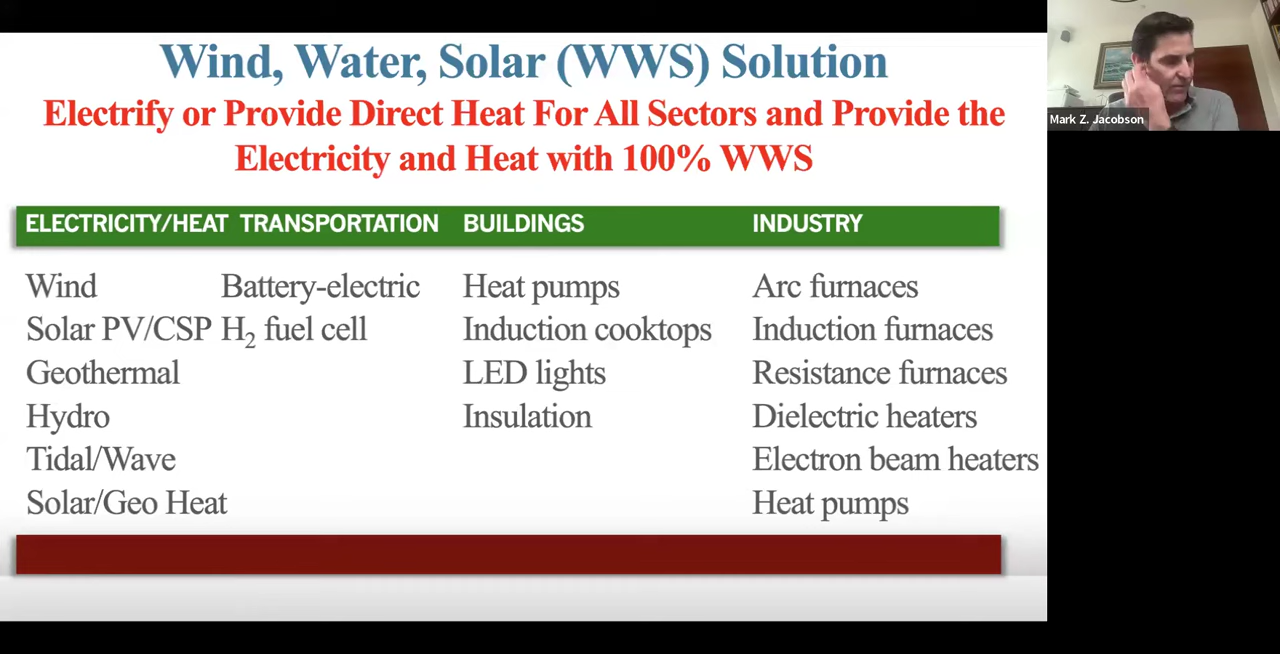 Wind, Water, Solar (WWS) Solution
Electrify or Provide Direct Heat For All Sectors and Provide the
Electricity and Heat with 100% WWS
Mark Z. Jacobson
ELECTRICITY/HEAT TRANSPORTATION BUILDINGS INDUSTRY
Wind Battery-electric Heat pumps Arc furnaces
Solar PV/CSP H₂ fuel cell Induction cooktops Induction furnaces
Geothermal LED lights Resistance furnaces
Hydro Insulation Dielectric heaters
Tidal/Wave Electron beam heaters
Solar/Geo Heat Heat pumps